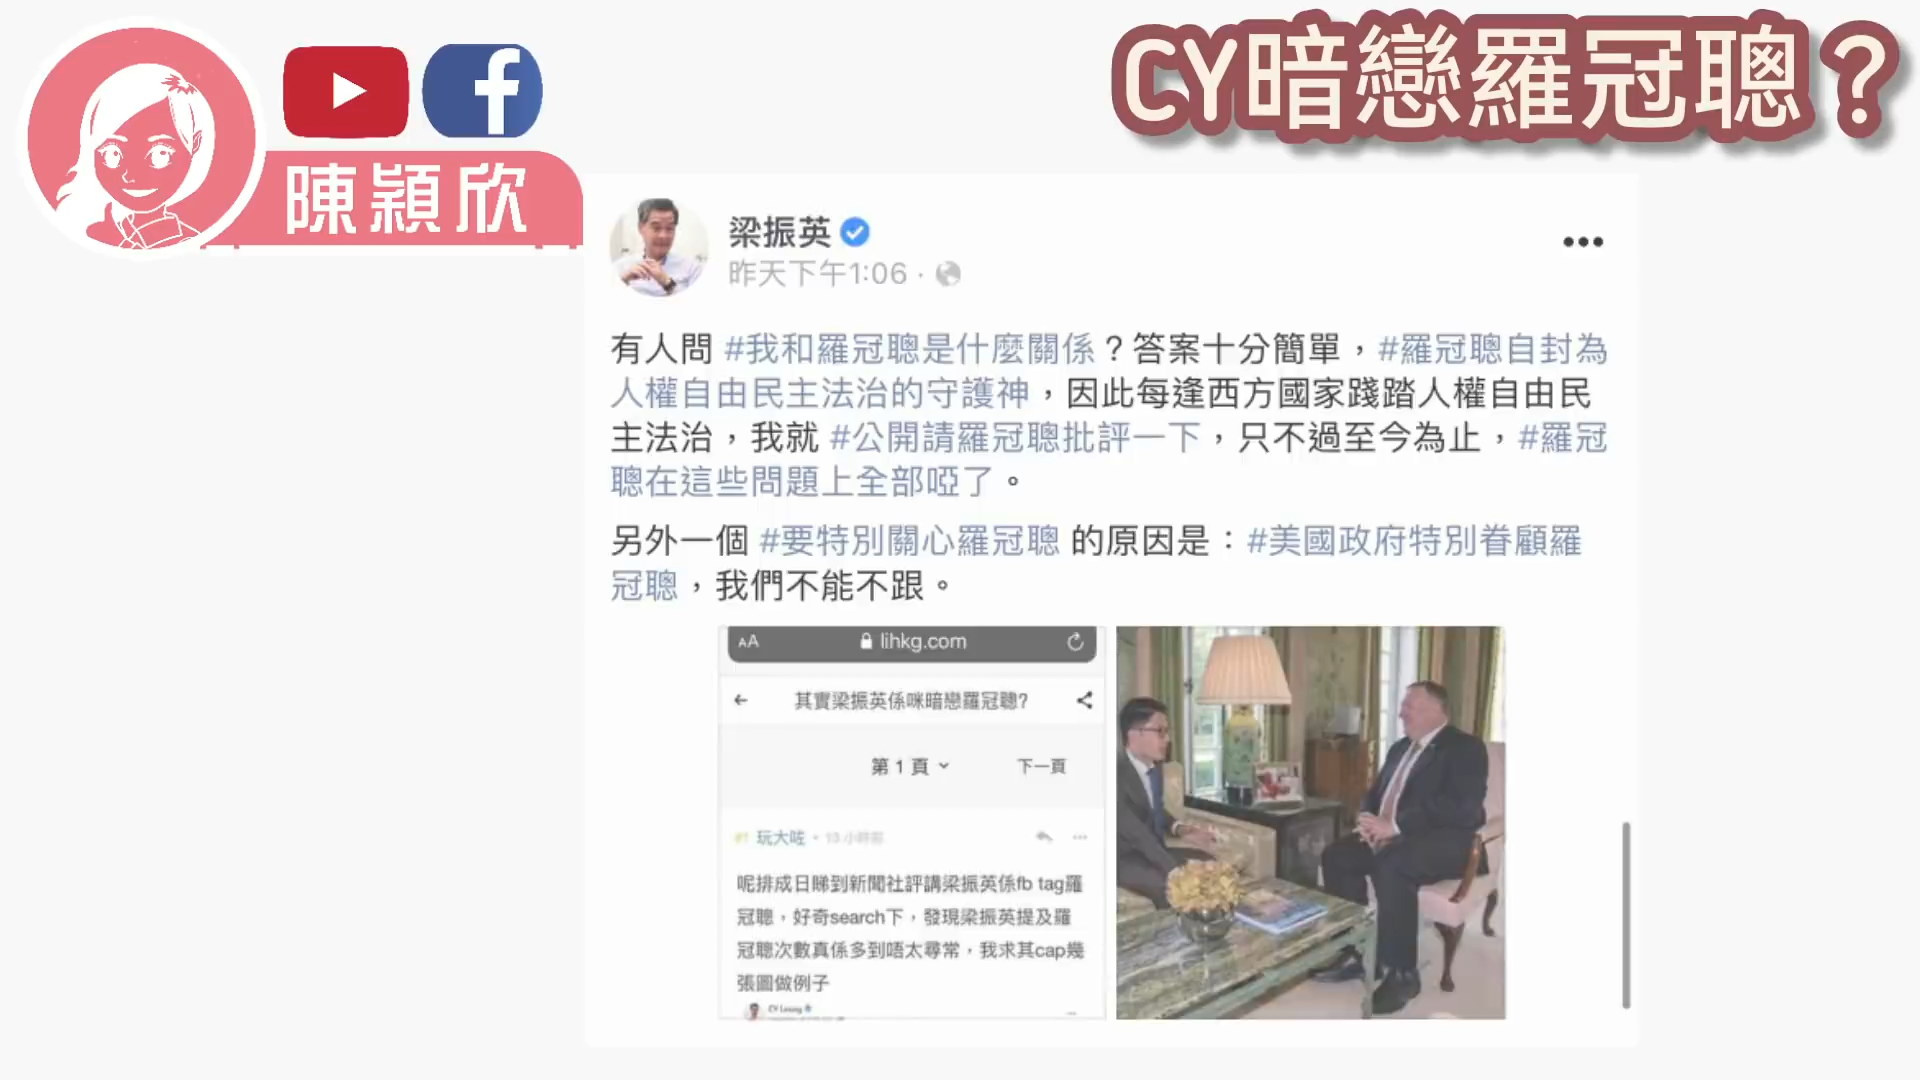 CY暗戀羅冠聰？
陳穎欣
梁振英
昨天下午1:06 ·
有人問 #我和羅冠聰是什麼關係？答案十分簡單，#羅冠聰自封為
人權自由民主法治的守護神，因此每逢西方國家踐踏人權自由民
主法治，我就 #公開請羅冠聰批評一下，只不過至今為止，#羅冠
聰在這些問題上全部啞了。
另外一個 #要特別關心羅冠聰 的原因是：#美國政府特別眷顧羅
冠聰，我們不能不跟。
AA lihkg.com
其實梁振英係咪暗戀羅冠聰?
第 1 頁 下一頁
#1 玩大咗 • 13 小時前
呢排成日睇到新聞社評講梁振英係fb tag羅
冠聰，好奇search下，發現梁振英提及羅
冠聰次數真係多到唔太尋常，我求其cap幾
張圖做例子
CY Leung